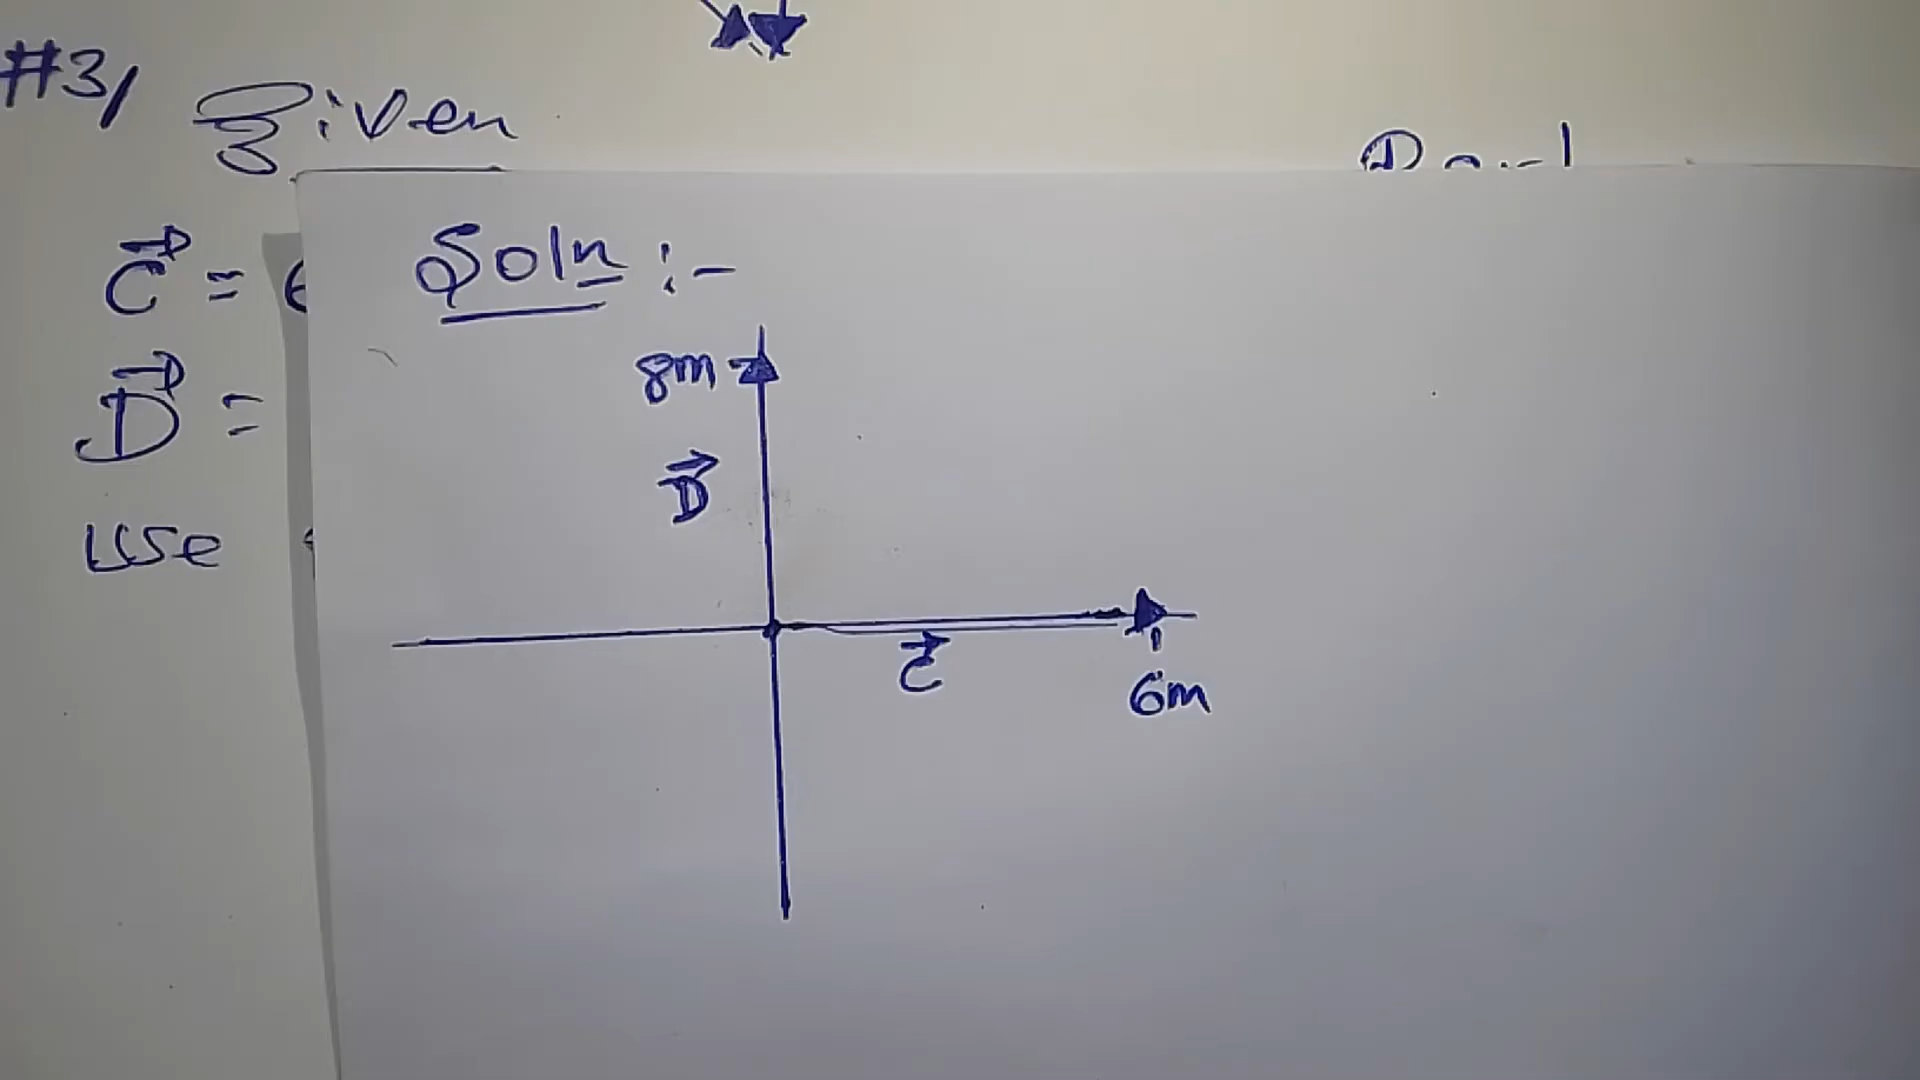 #3/ Given
C =
D =
use
Soln :-
8m
D
C
6m